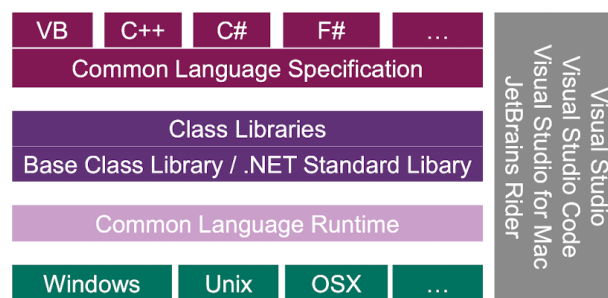 VB C++ C# F# ...
Common Language Specification
Class Libraries
Base Class Library / .NET Standard Libary
Common Language Runtime
Windows Unix OSX ...
Visual Studio
Visual Studio Code
Visual Studio for Mac
JetBrains Rider